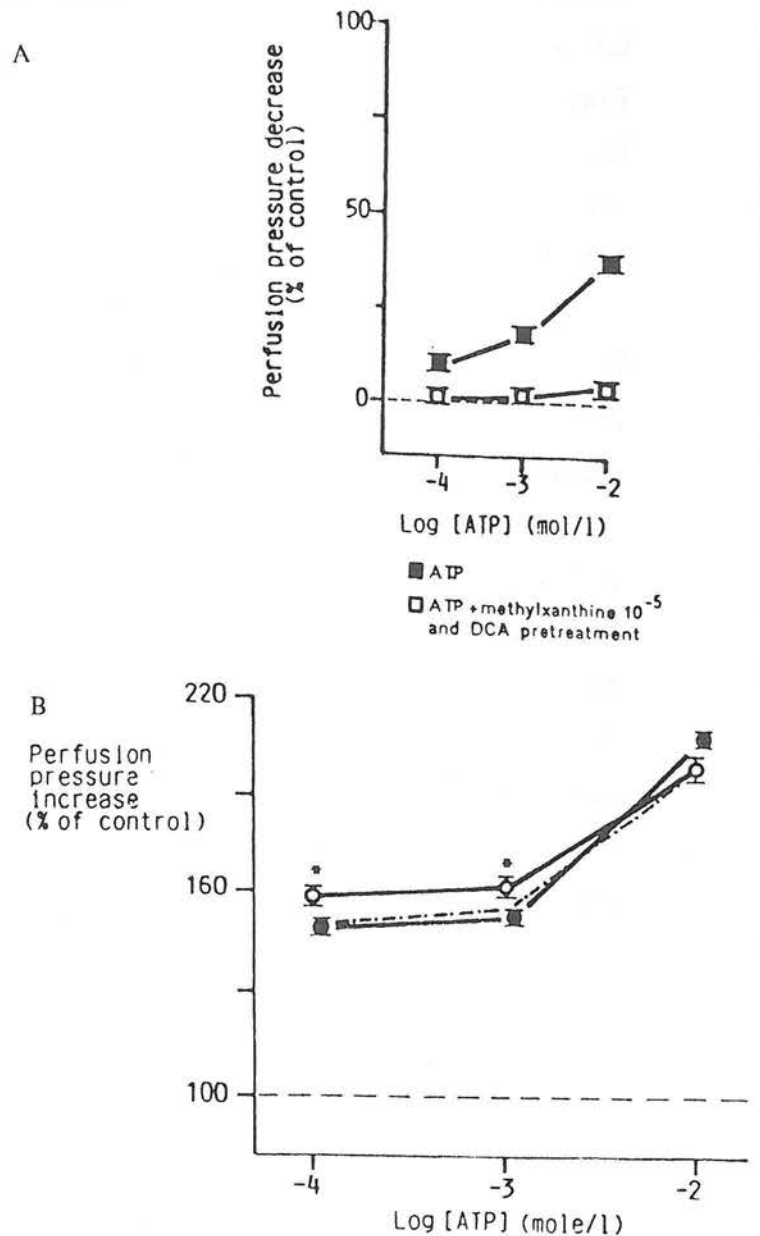 A
Perfusion pressure decrease
(% of control)
100
50
0
-4
-3
-2
Log [ATP] (mol/l)
ATP
ATP + methylxanthine 10-5
and DCA pretreatment
B
Perfusion
pressure
increase
(% of control)
220
160
100
*
*
-4
-3
-2
Log [ATP] (mole/l)